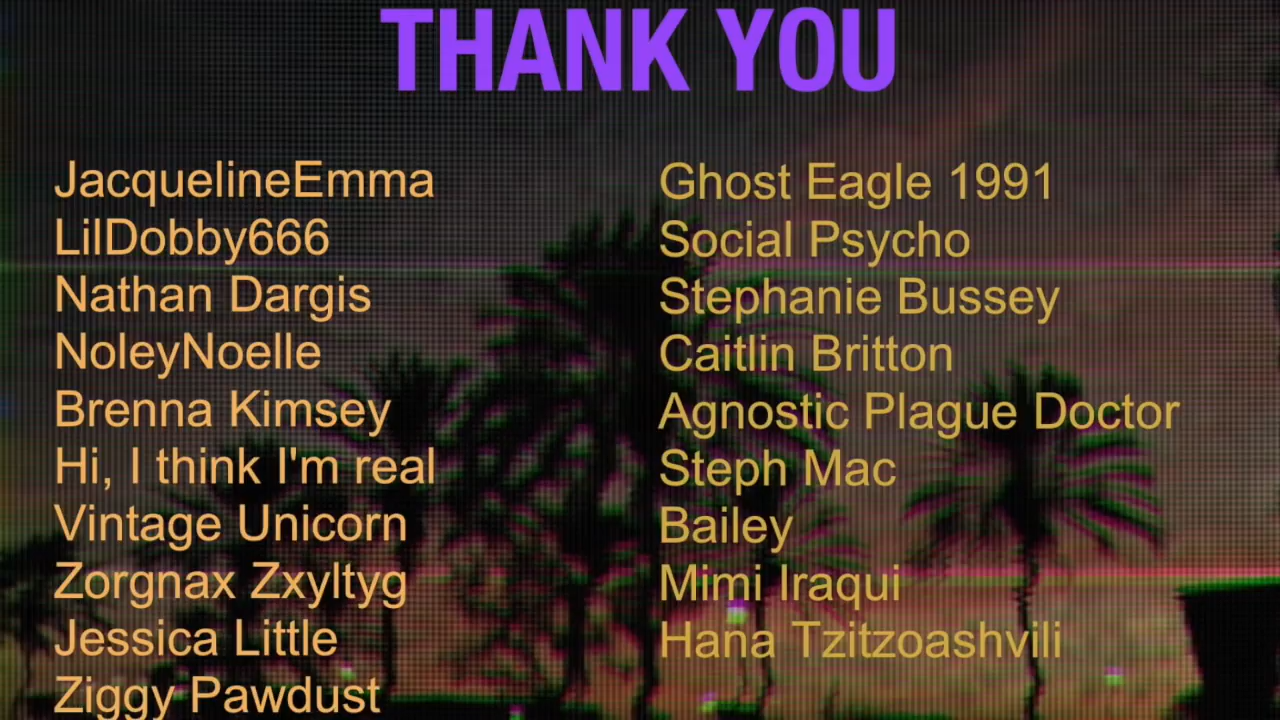 THANK YOU
JacquelineEmma
LilDobby666
Nathan Dargis
NoleyNoelle
Brenna Kimsey
Hi, I think I'm real
Vintage Unicorn
Zorgnax Zxyltyg
Jessica Little
Ziggy Pawdust
Ghost Eagle 1991
Social Psycho
Stephanie Bussey
Caitlin Britton
Agnostic Plague Doctor
Steph Mac
Bailey
Mimi Iraqui
Hana Tzitzoashvili